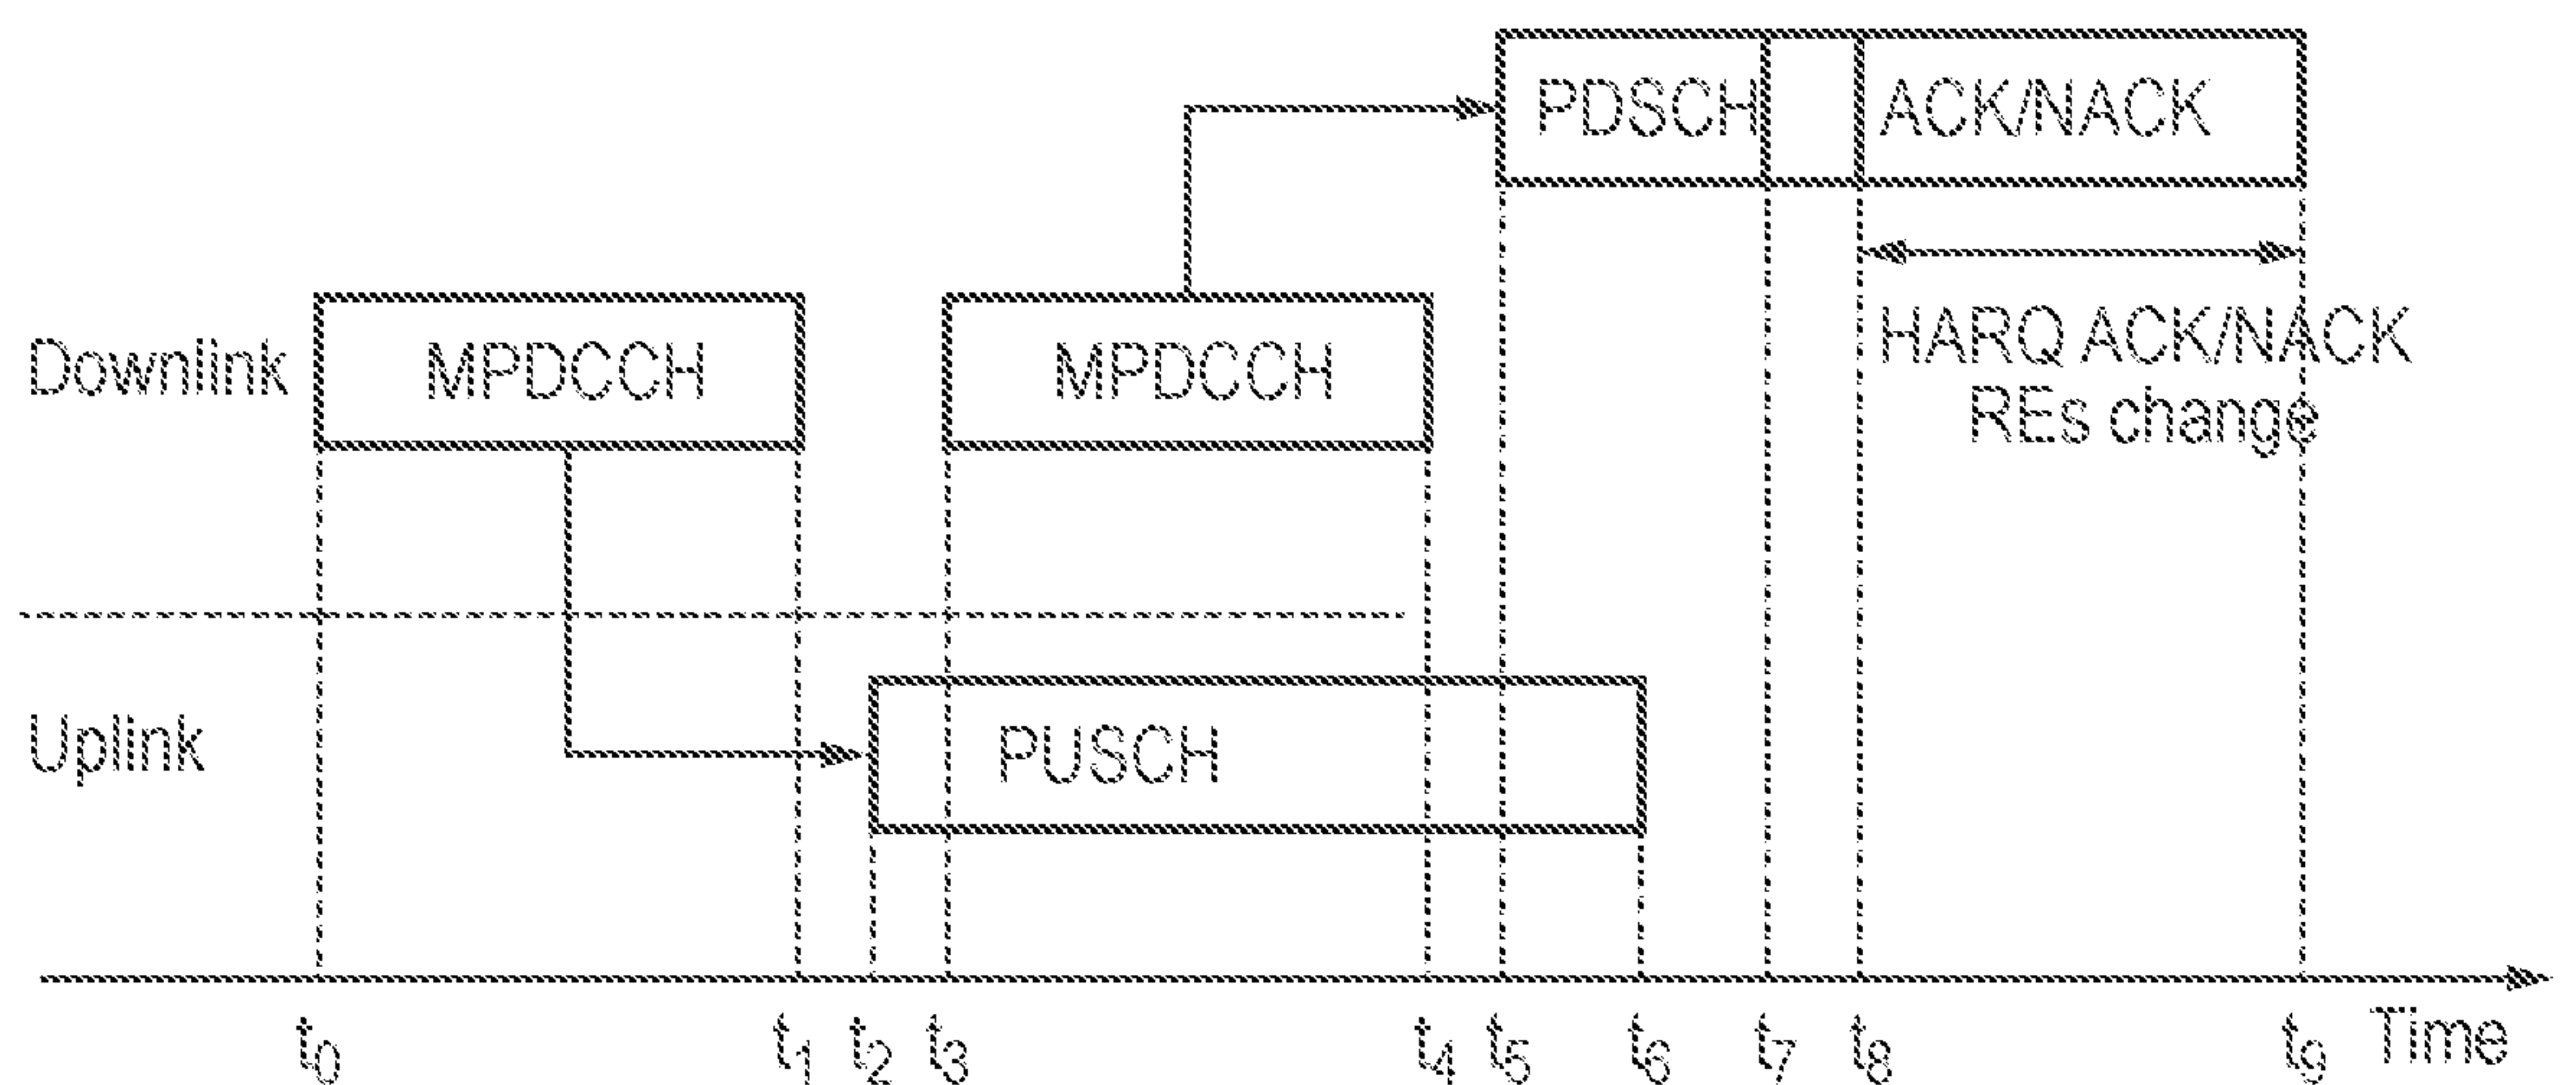 PDSCH ACK/NACK
Downlink MPDCCH MPDCCH HARQ ACK/NACK
REs change
Uplink PUSCH
t0 t1 t2 t3 t4 t5 t6 t7 t8 t9 Time